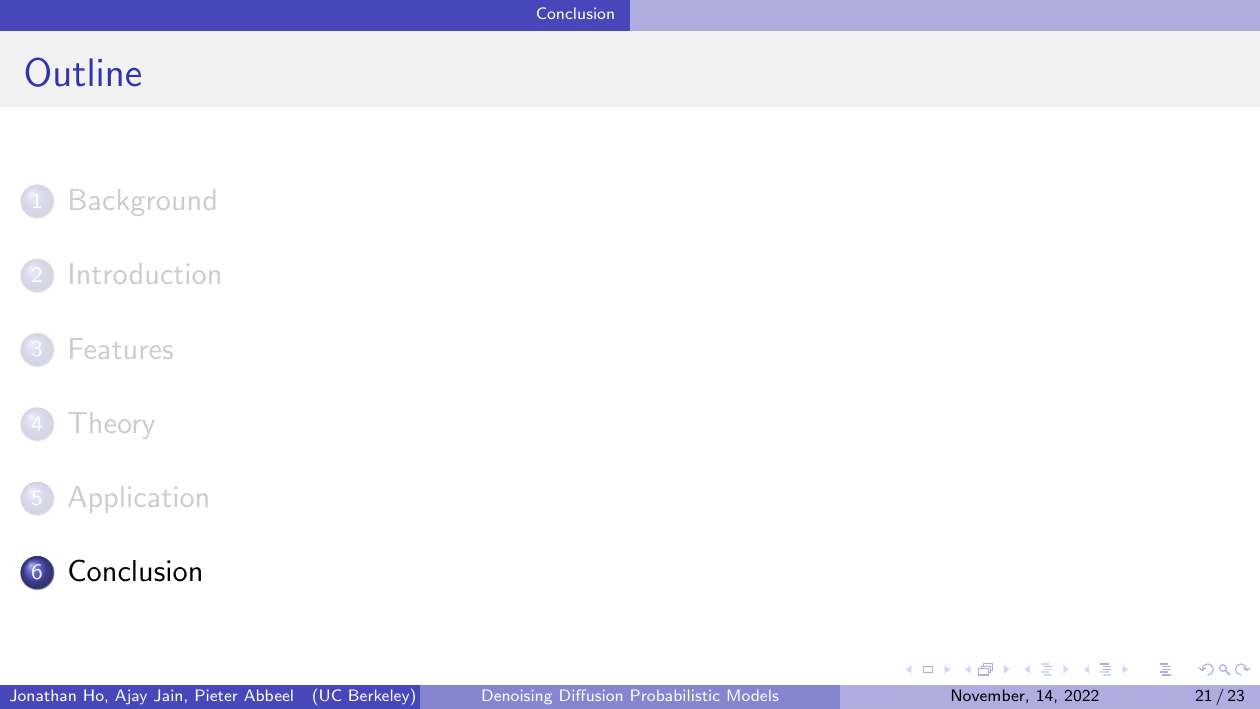 Conclusion
Outline
1 Background
2 Introduction
3 Features
4 Theory
5 Application
6 Conclusion
Jonathan Ho, Ajay Jain, Pieter Abbeel (UC Berkeley) Denoising Diffusion Probabilistic Models November, 14, 2022 21 / 23